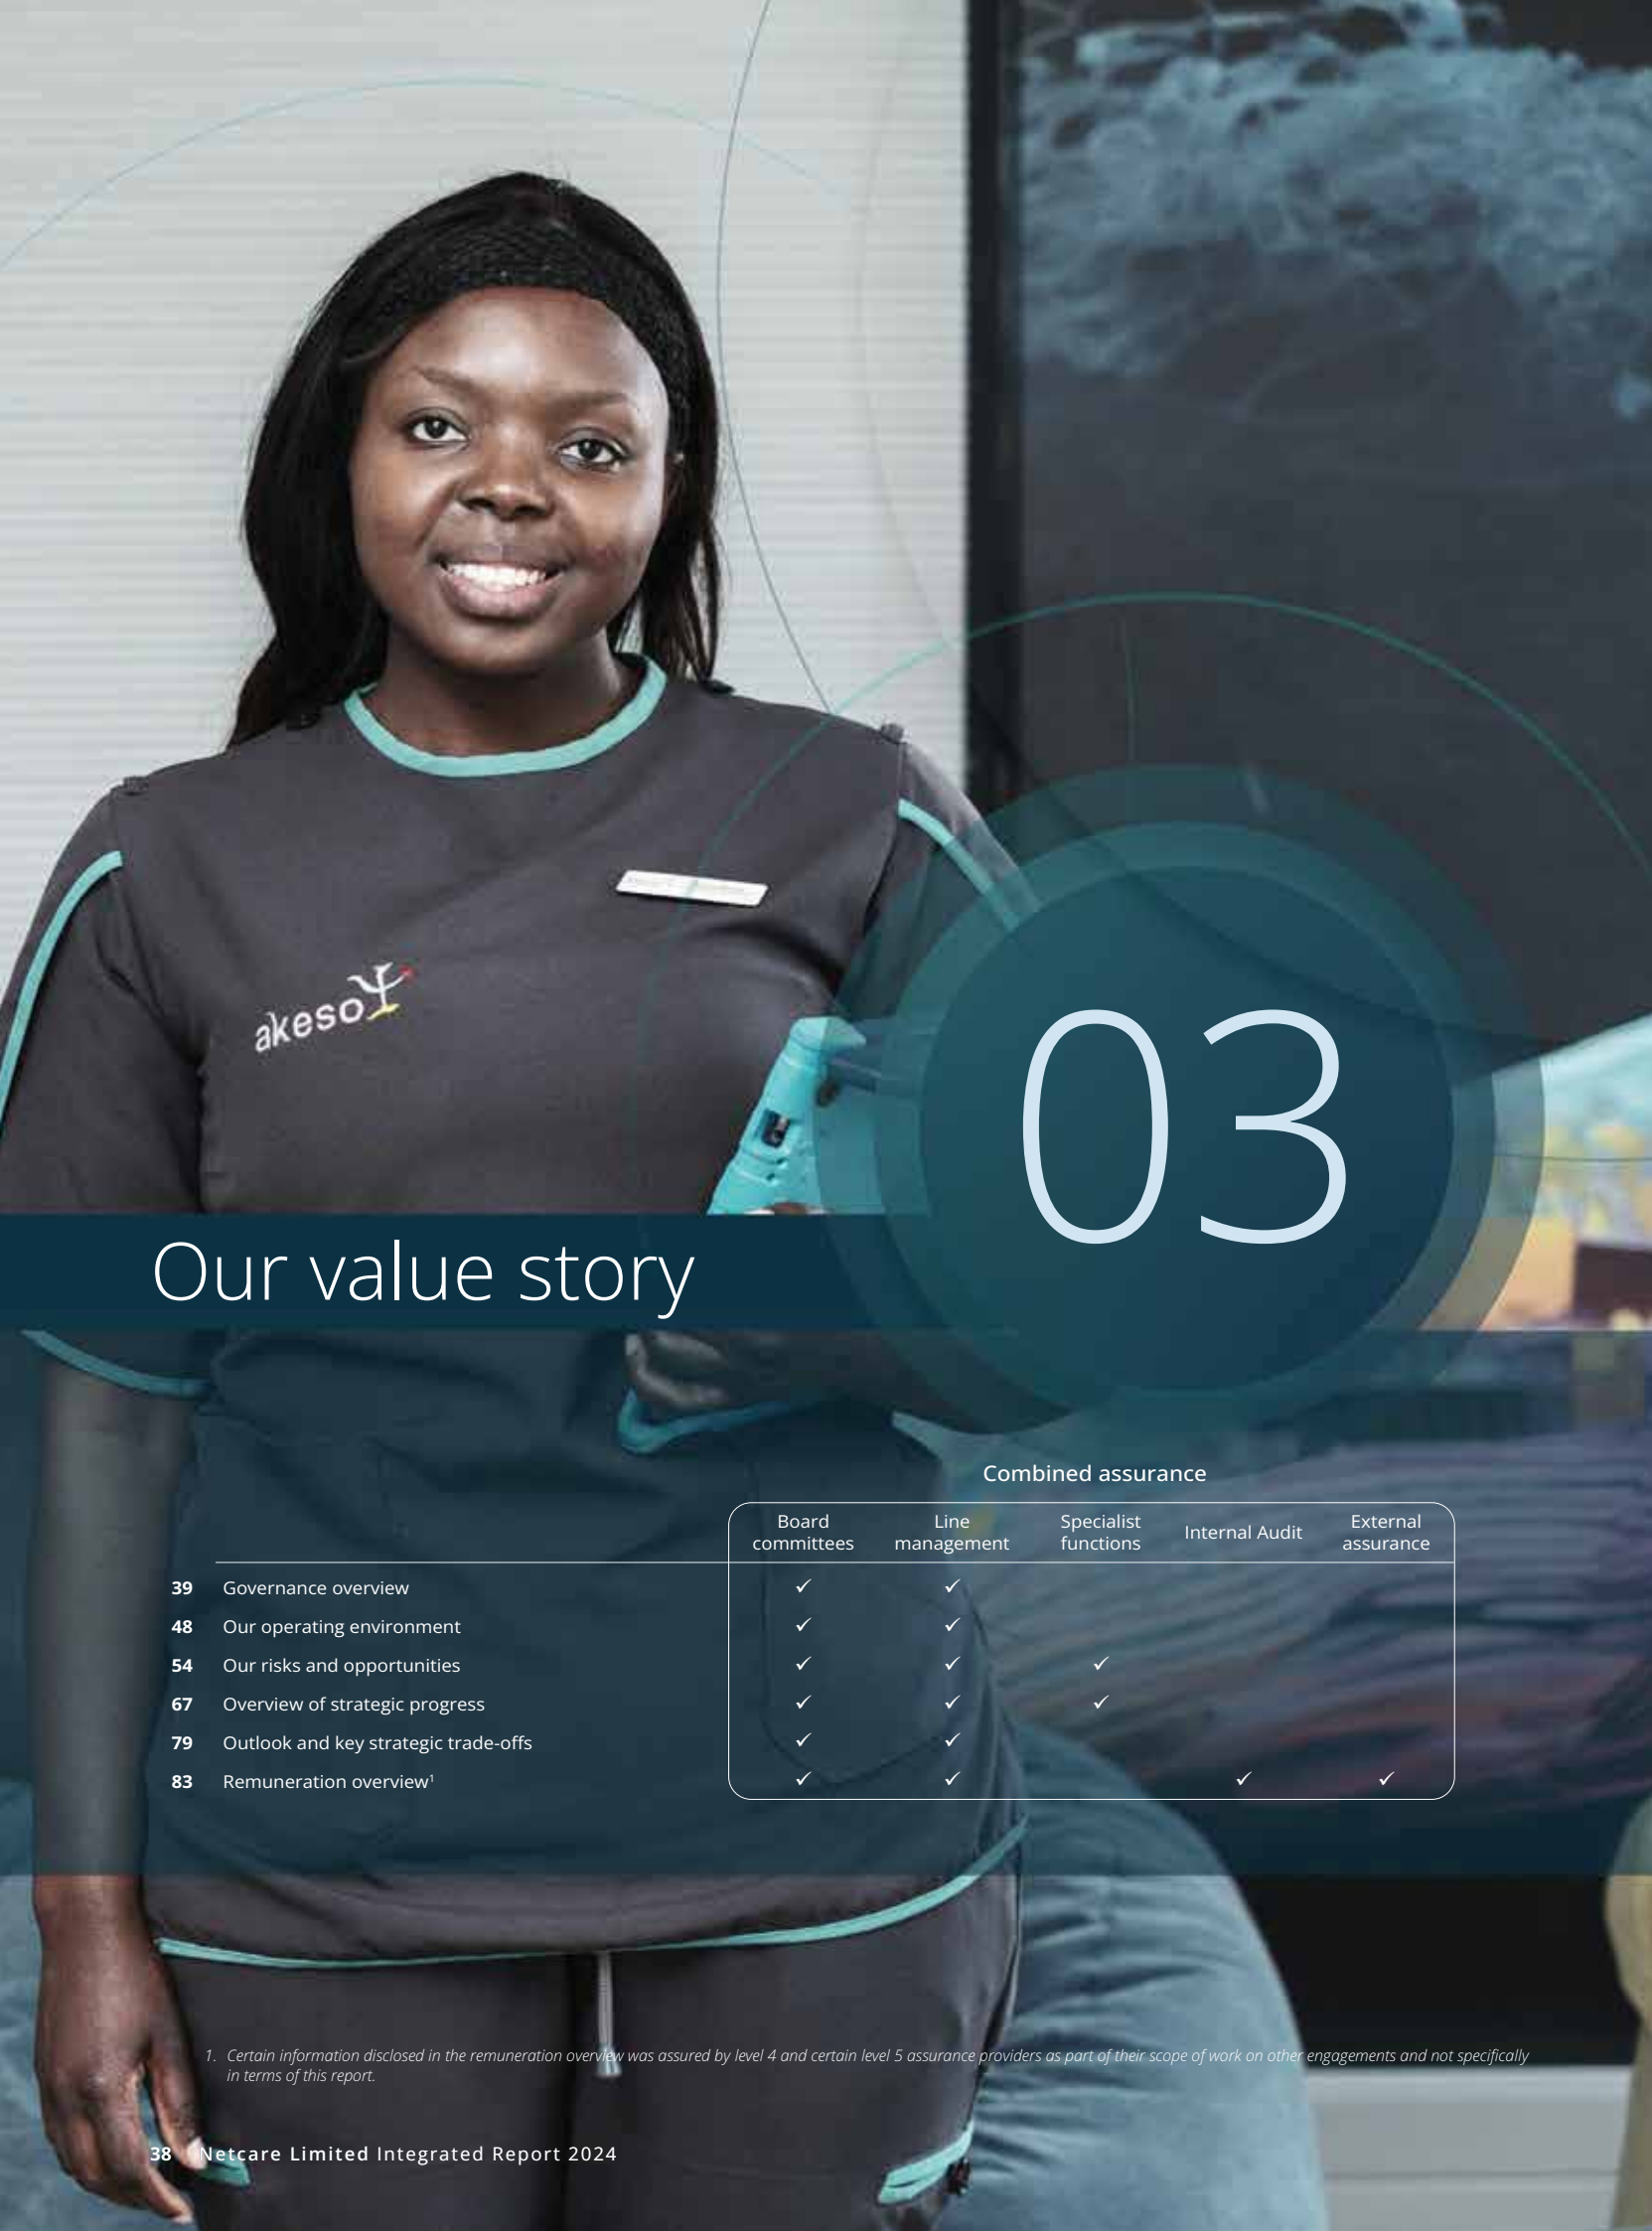 akeso
03
Our value story
Combined assurance
Board committees Line management Specialist functions Internal Audit External assurance
39 Governance overview ✓ ✓
48 Our operating environment ✓ ✓
54 Our risks and opportunities ✓ ✓ ✓
67 Overview of strategic progress ✓ ✓ ✓
79 Outlook and key strategic trade-offs ✓ ✓
83 Remuneration overview¹ ✓ ✓ ✓ ✓
1. Certain information disclosed in the remuneration overview was assured by level 4 and certain level 5 assurance providers as part of their scope of work on other engagements and not specifically
in terms of this report.
38 Netcare Limited Integrated Report 2024